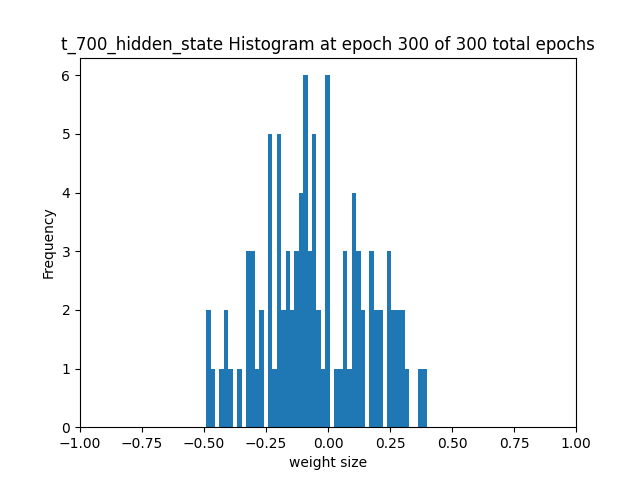 t_700_hidden_state Histogram at epoch 300 of 300 total epochs
6
5
4
3
2
1
0
Frequency
−1.00 −0.75 −0.50 −0.25 0.00 0.25 0.50 0.75 1.00
weight size